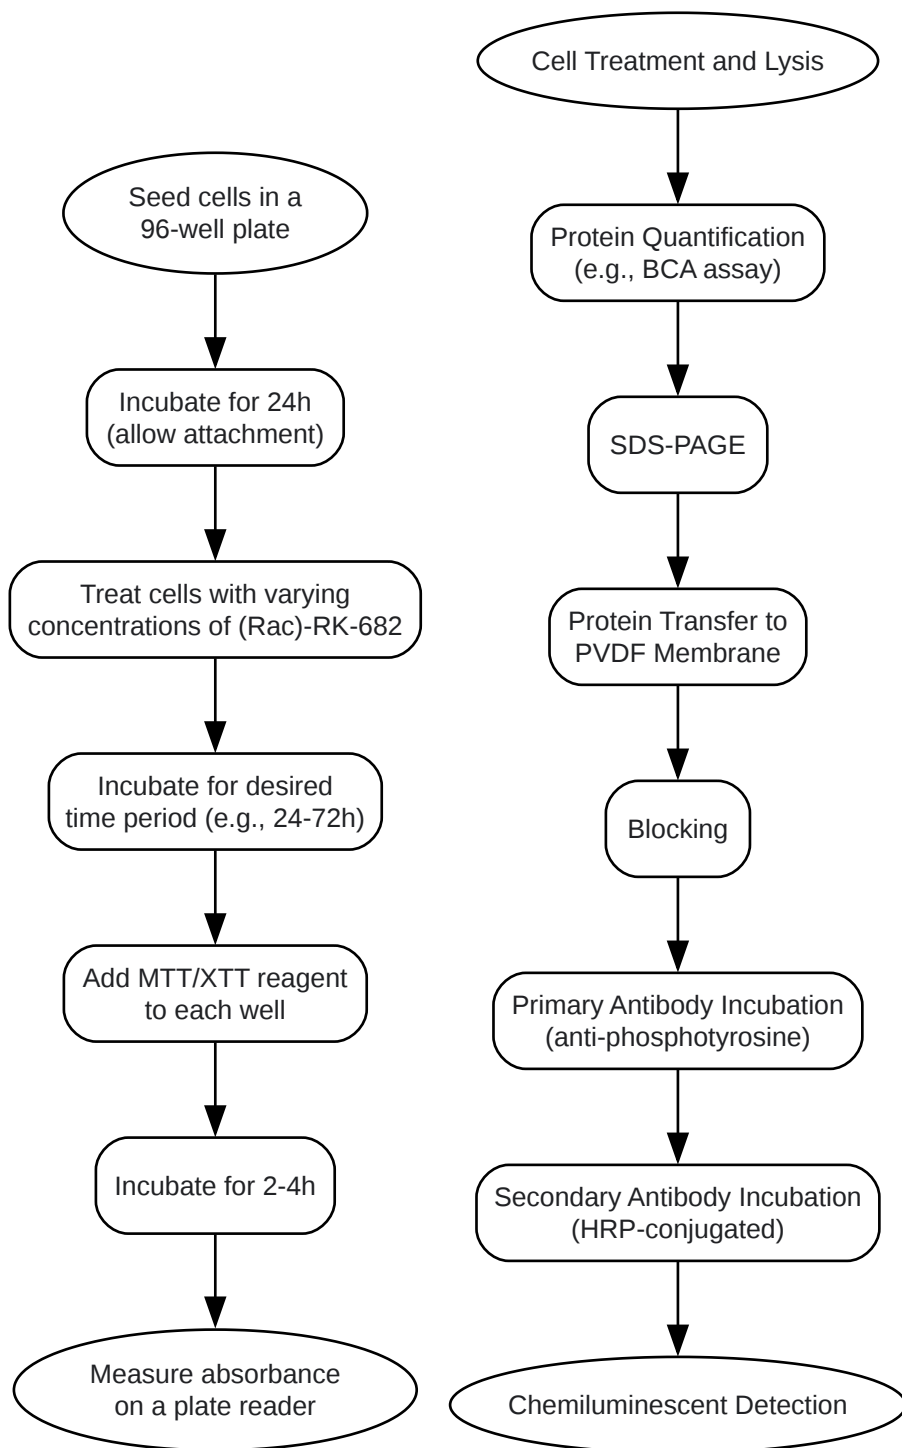 Seed cells in a
96-well plate
Incubate for 24h
(allow attachment)
Treat cells with varying
concentrations of (Rac)-RK-682
Incubate for desired
time period (e.g., 24-72h)
Add MTT/XTT reagent
to each well
Incubate for 2-4h
Measure absorbance
on a plate reader
Cell Treatment and Lysis
Protein Quantification
(e.g., BCA assay)
SDS-PAGE
Protein Transfer to
PVDF Membrane
Blocking
Primary Antibody Incubation
(anti-phosphotyrosine)
Secondary Antibody Incubation
(HRP-conjugated)
Chemiluminescent Detection